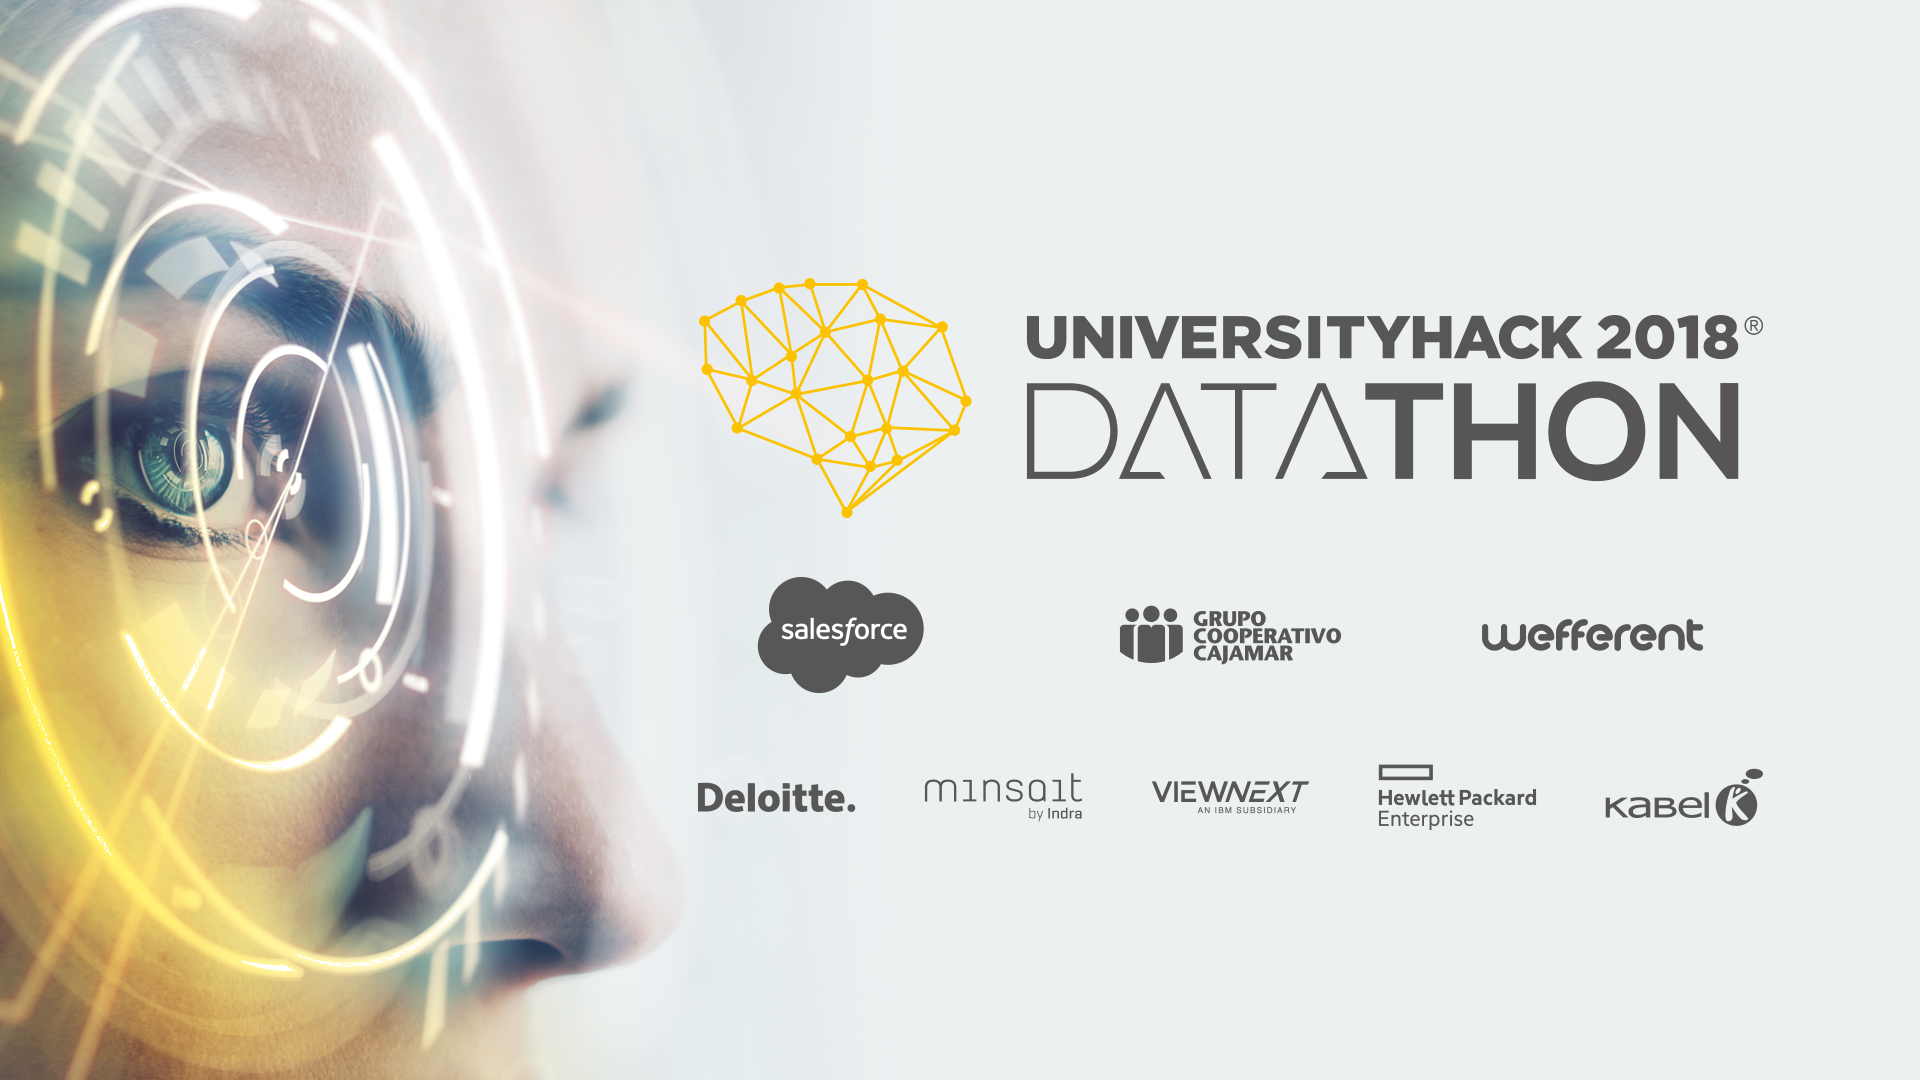 UNIVERSITYHACK 2018®
DATATHON
salesforce
GRUPO
COOPERATIVO
CAJAMAR
wefferent
Deloitte.
minsait
by Indra
VIEWNEXT
AN IBM SUBSIDIARY
Hewlett Packard
Enterprise
KABEL K